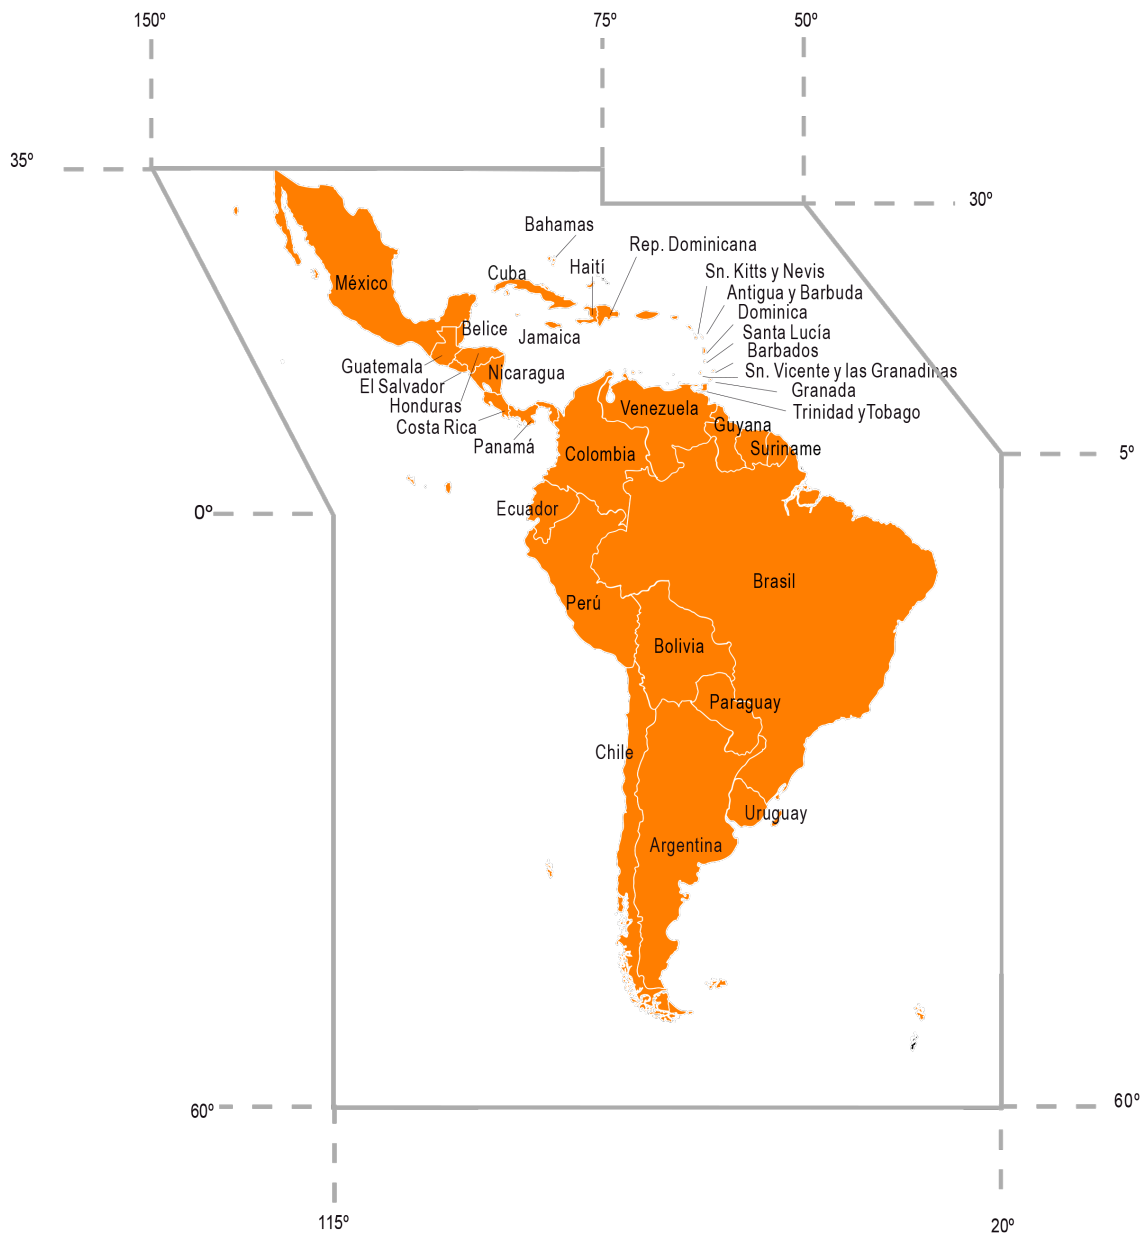 150º
75º
50º
35º
30º
Bahamas
Rep. Dominicana
Haití
Cuba
Sn. Kitts y Nevis
México
Antigua y Barbuda
Dominica
Belice
Jamaica
Santa Lucía
Barbados
Guatemala
Nicaragua
Sn. Vicente y las Granadinas
El Salvador
Granada
Honduras
Venezuela
Trinidad y Tobago
Costa Rica
Guyana
Panamá
Suriname
Colombia
5º
Ecuador
0º
Brasil
Perú
Bolivia
Paraguay
Chile
Uruguay
Argentina
60º
60º
115º
20º